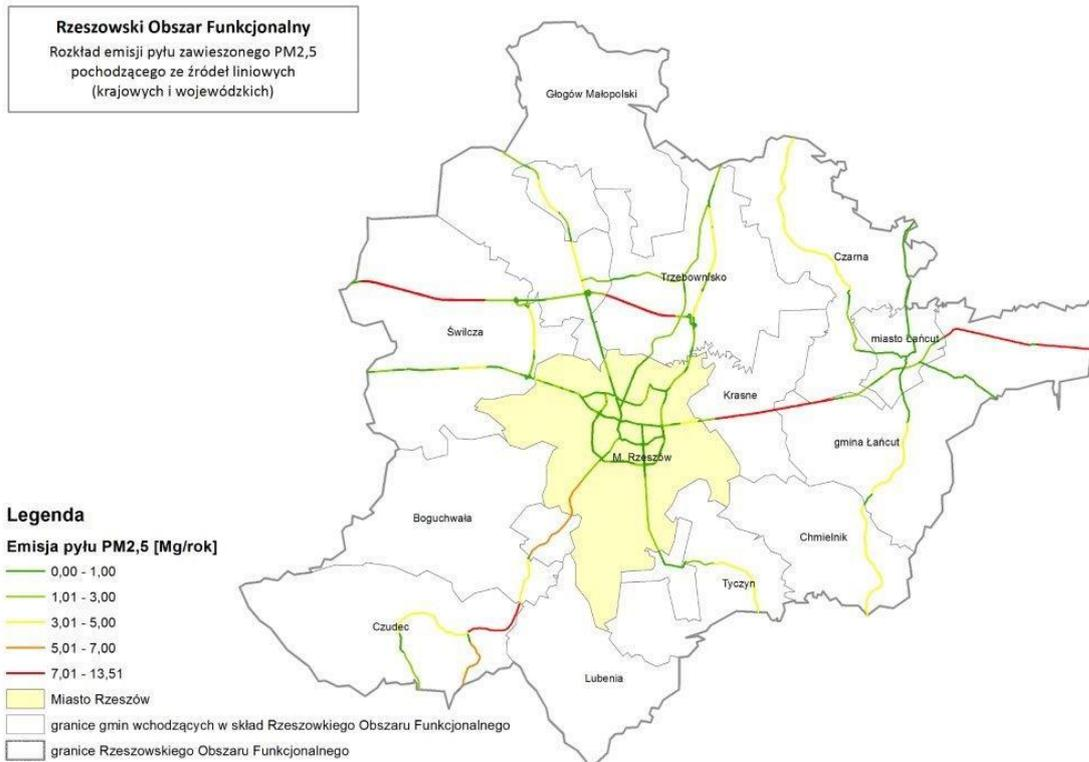 Rzeszowski Obszar Funkcjonalny
Rozkład emisji pyłu zawieszonego PM2,5
pochodzącego ze źródeł liniowych
(krajowych i wojewódzkich)
Głogów Małopolski
Trzebownisko
Czarna
Świlcza
miasto Łańcut
Krasne
gmina Łańcut
M. Rzeszów
Boguchwała
Chmielnik
Tyczyn
Czudec
Lubenia
Legenda
Emisja pyłu PM2,5 [Mg/rok]
0,00 - 1,00
1,01 - 3,00
3,01 - 5,00
5,01 - 7,00
7,01 - 13,51
Miasto Rzeszów
granice gmin wchodzących w skład Rzeszowkiego Obszaru Funkcjonalnego
granice Rzeszowskiego Obszaru Funkcjonalnego